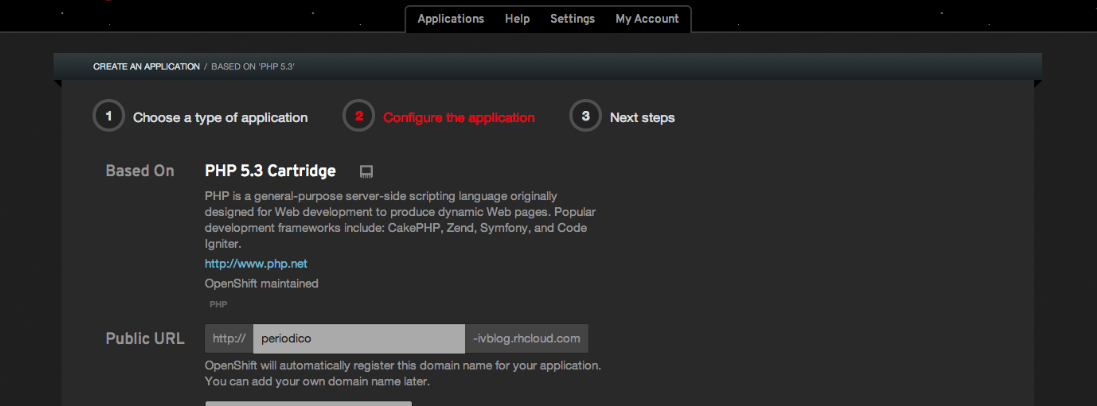 Applications Help Settings My Account
CREATE AN APPLICATION / BASED ON 'PHP 5.3'
1 Choose a type of application 2 Configure the application 3 Next steps
Based On PHP 5.3 Cartridge
PHP is a general-purpose server-side scripting language originally
designed for Web development to produce dynamic Web pages. Popular
development frameworks include: CakePHP, Zend, Symfony, and Code
Igniter.
http://www.php.net
OpenShift maintained
PHP
Public URL http:// periodico -ivblog.rhcloud.com
OpenShift will automatically register this domain name for your application.
You can add your own domain name later.